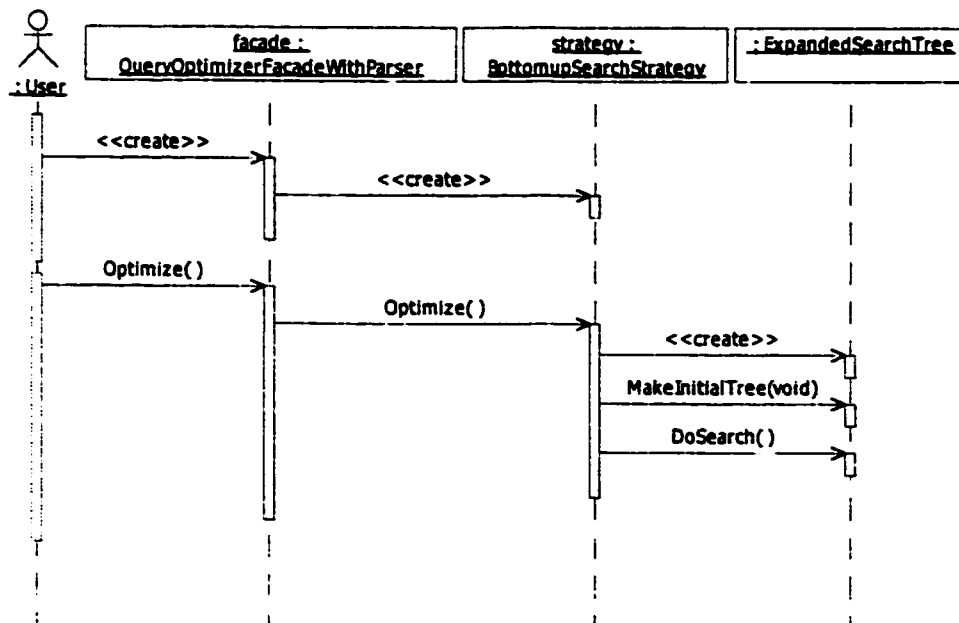 : User
facade :
QueryOptimizerFacadeWithParser
strategy :
BottomupSearchStrategy
: ExpandedSearchTree
<<create>>
<<create>>
Optimize( )
Optimize( )
<<create>>
MakeInitialTree(void)
DoSearch( )